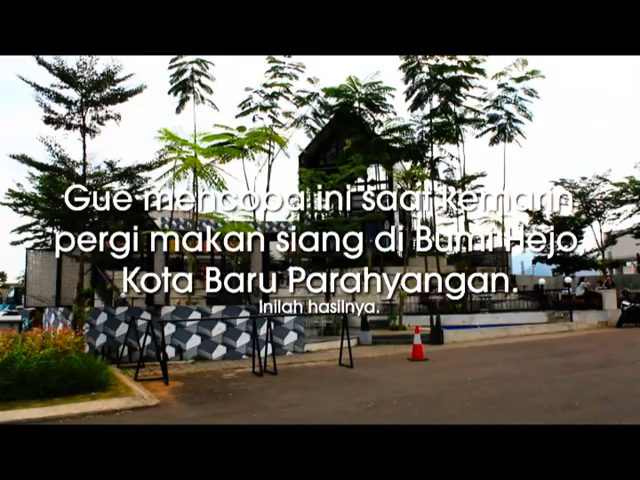 Gue mencoba ini saat kemarin
pergi makan siang di Bumi Hejo,
Kota Baru Parahyangan.
Inilah hasilnya.